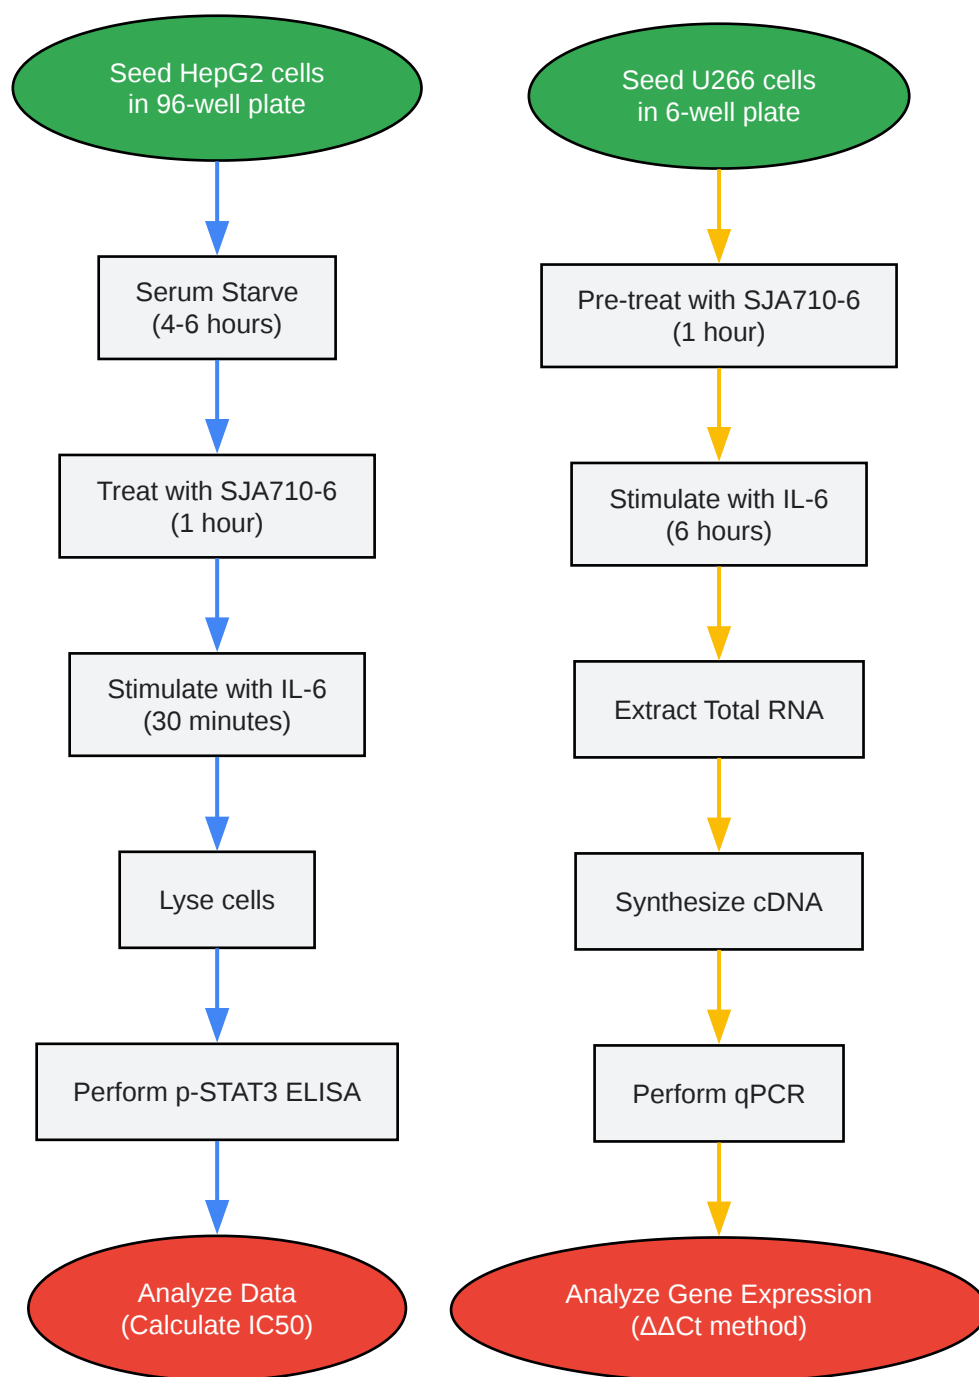 Seed HepG2 cells
in 96-well plate
Serum Starve
(4-6 hours)
Treat with SJA710-6
(1 hour)
Stimulate with IL-6
(30 minutes)
Lyse cells
Perform p-STAT3 ELISA
Analyze Data
(Calculate IC50)
Seed U266 cells
in 6-well plate
Pre-treat with SJA710-6
(1 hour)
Stimulate with IL-6
(6 hours)
Extract Total RNA
Synthesize cDNA
Perform qPCR
Analyze Gene Expression
(ΔΔCt method)